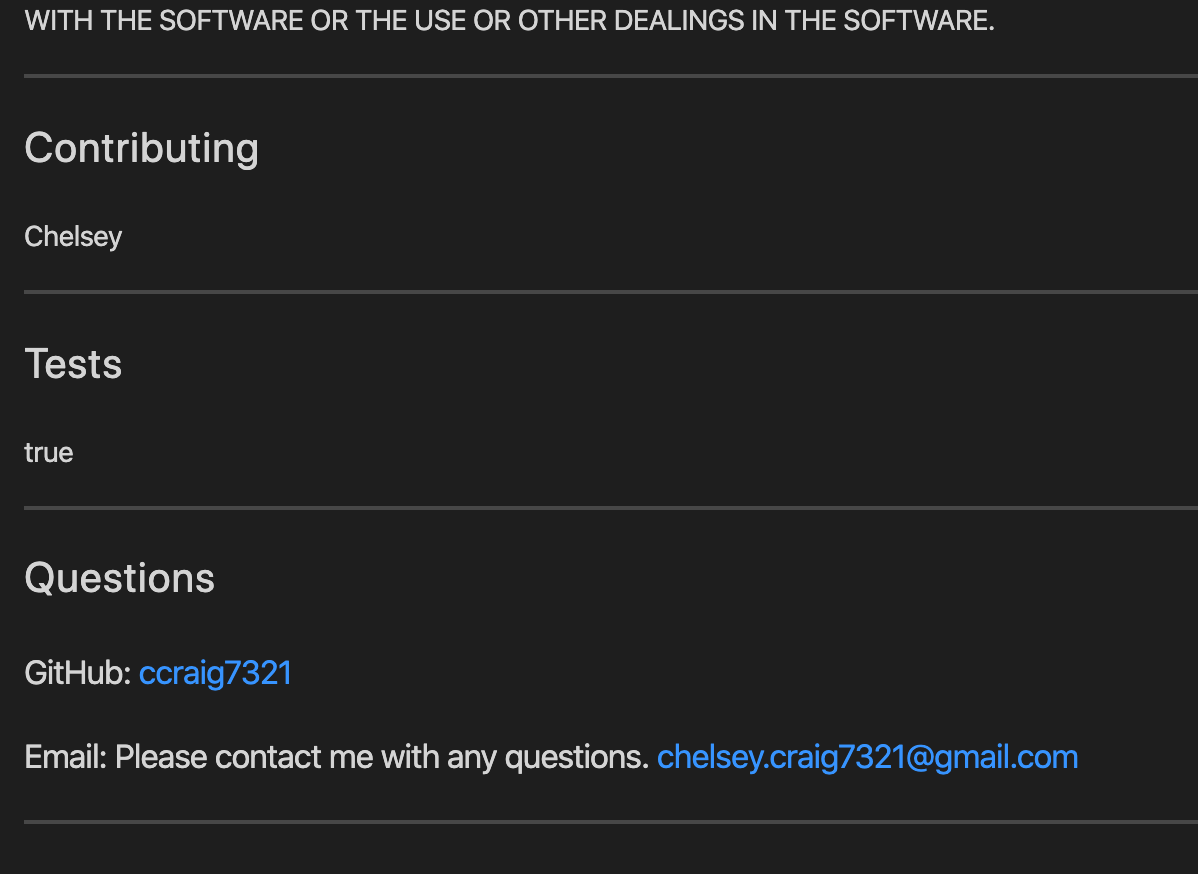 WITH THE SOFTWARE OR THE USE OR OTHER DEALINGS IN THE SOFTWARE.
Contributing
Chelsey
Tests
true
Questions
GitHub: ccraig7321
Email: Please contact me with any questions. chelsey.craig7321@gmail.com